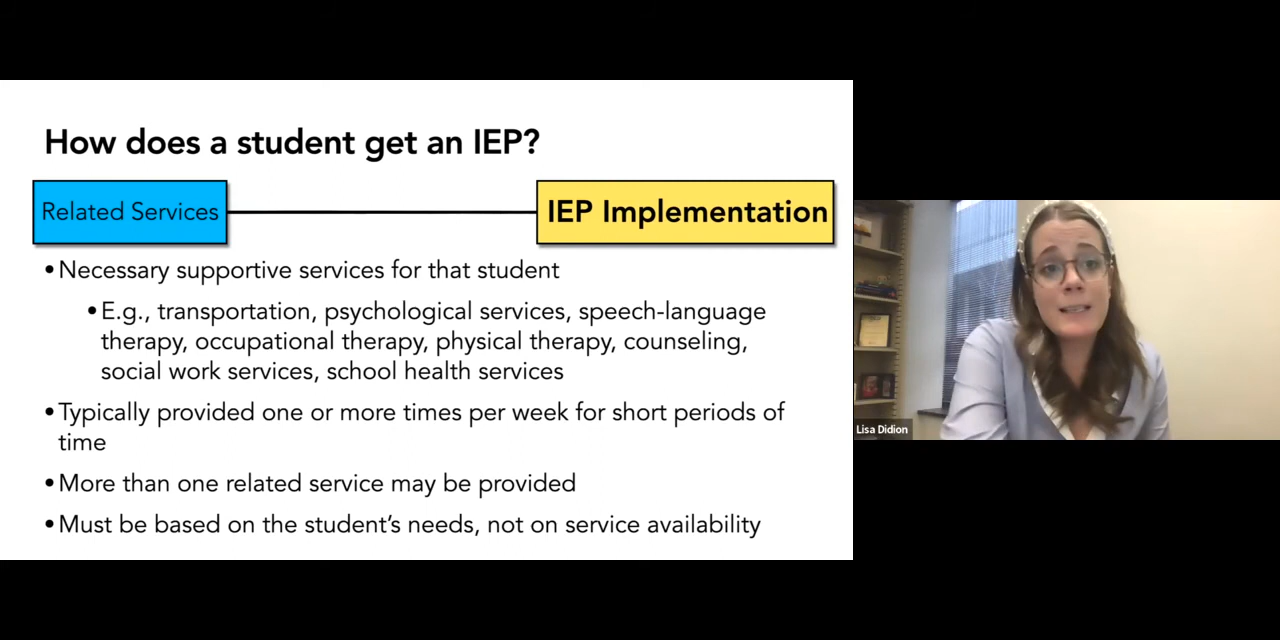 How does a student get an IEP?
Related Services
IEP Implementation
•Necessary supportive services for that student
•E.g., transportation, psychological services, speech-language
therapy, occupational therapy, physical therapy, counseling,
social work services, school health services
•Typically provided one or more times per week for short periods of
time
•More than one related service may be provided
•Must be based on the student’s needs, not on service availability
Lisa Didion